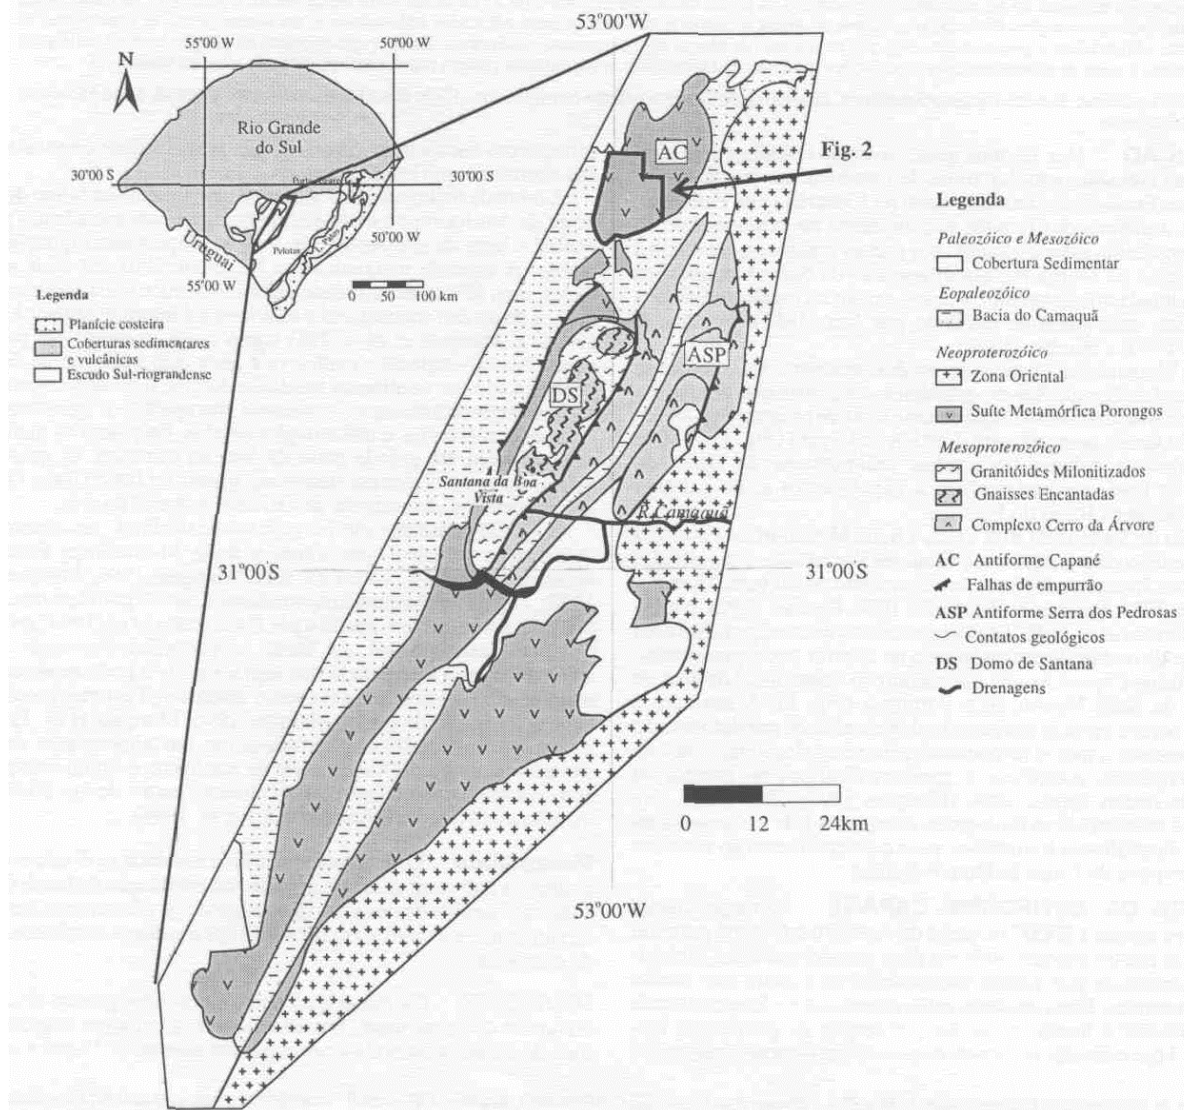 53°00'W
55°00 W
50°00 W
N
Rio Grande
do Sul
30°00 S
30°00 S
Uruguai
Pelotas
L. Patos
50°00 W
55°00 W
0
50
100 km
Legenda
Planície costeira
Coberturas sedimentares
e vulcânicas
Escudo Sul-riograndense
AC
Fig. 2
ASP
DS
Santana da Boa
Vista
R. Camaquã
31°00'S
31°00'S
53°00'W
0
12
24km
Legenda
Paleozóico e Mesozóico
Cobertura Sedimentar
Eopaleozóico
Bacia do Camaquã
Neoproterozóico
Zona Oriental
Suíte Metamórfica Porongos
Mesoproterozóico
Granitóides Milonitizados
Gnaisses Encantadas
Complexo Cerro da Árvore
AC Antiforme Capané
Falhas de empurrão
ASP Antiforme Serra dos Pedrosas
Contatos geológicos
DS Domo de Santana
Drenagens